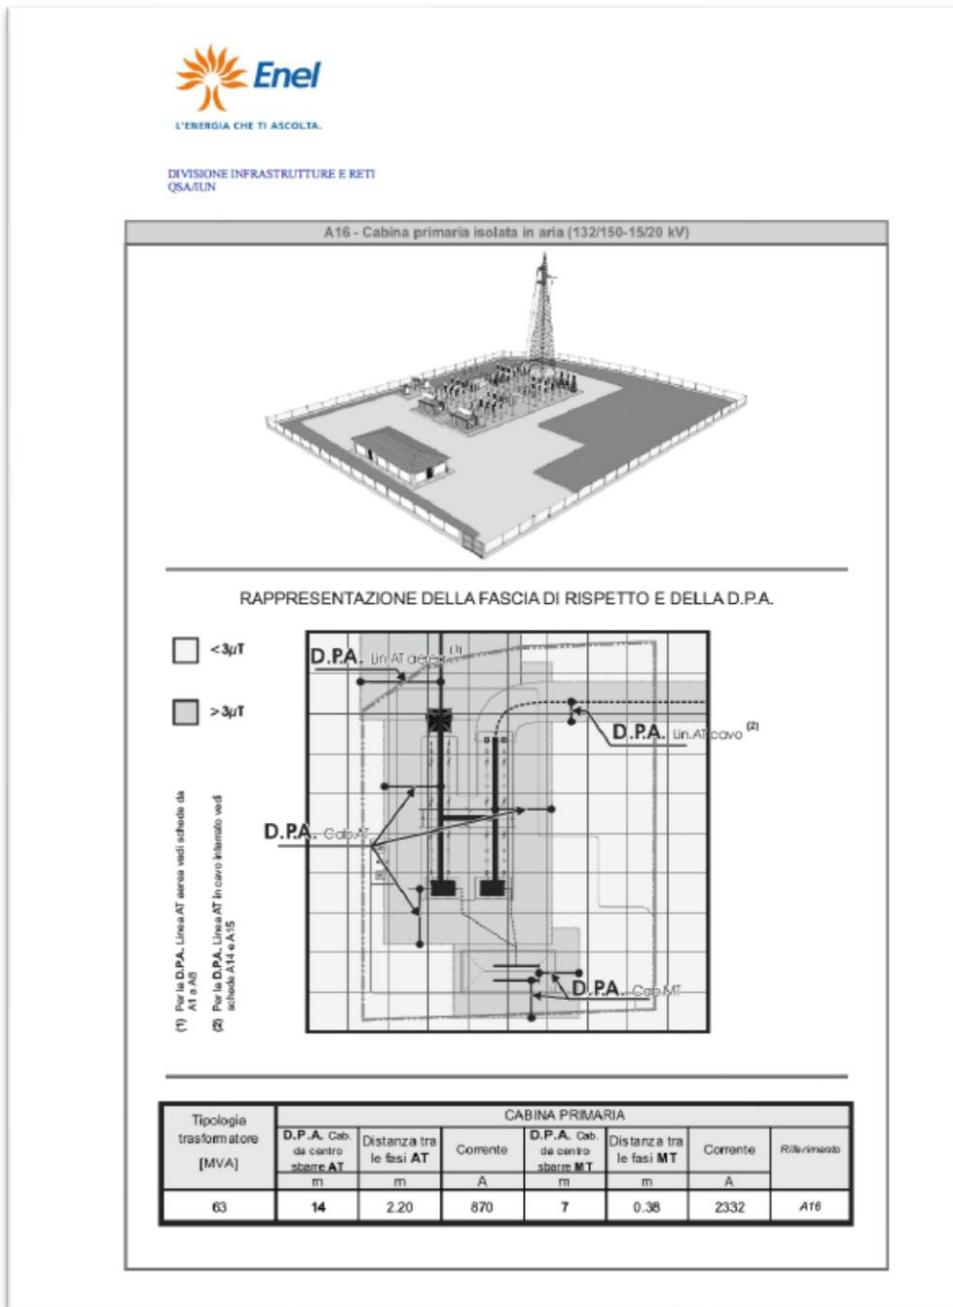 Enel
L'ENERGIA CHE TI ASCOLTA.
DIVISIONE INFRASTRUTTURE E RETI
QSA/IUN
A16 - Cabina primaria isolata in aria (132/150-15/20 kV)
RAPPRESENTAZIONE DELLA FASCIA DI RISPETTO E DELLA D.P.A.
<3µT
>3µT
D.P.A. Lin AT aerea (1)
D.P.A. Lin.AT cavo (2)
D.P.A. Cab.AT
D.P.A. Cab.MT
(1) Per la D.P.A. Linea AT aerea vedi schede da
A1 a A8
(2) Per la D.P.A. Linea AT in cavo interrato vedi
schede A14 e A15
Tipologia
trasformatore
[MVA]
CABINA PRIMARIA
D.P.A. Cab.
da centro
sbarre AT
Distanza tra
le fasi AT
Corrente
D.P.A. Cab.
da centro
sbarre MT
Distanza tra
le fasi MT
Corrente
Riferimento
m m A m m A
63 14 2.20 870 7 0.38 2332 A16